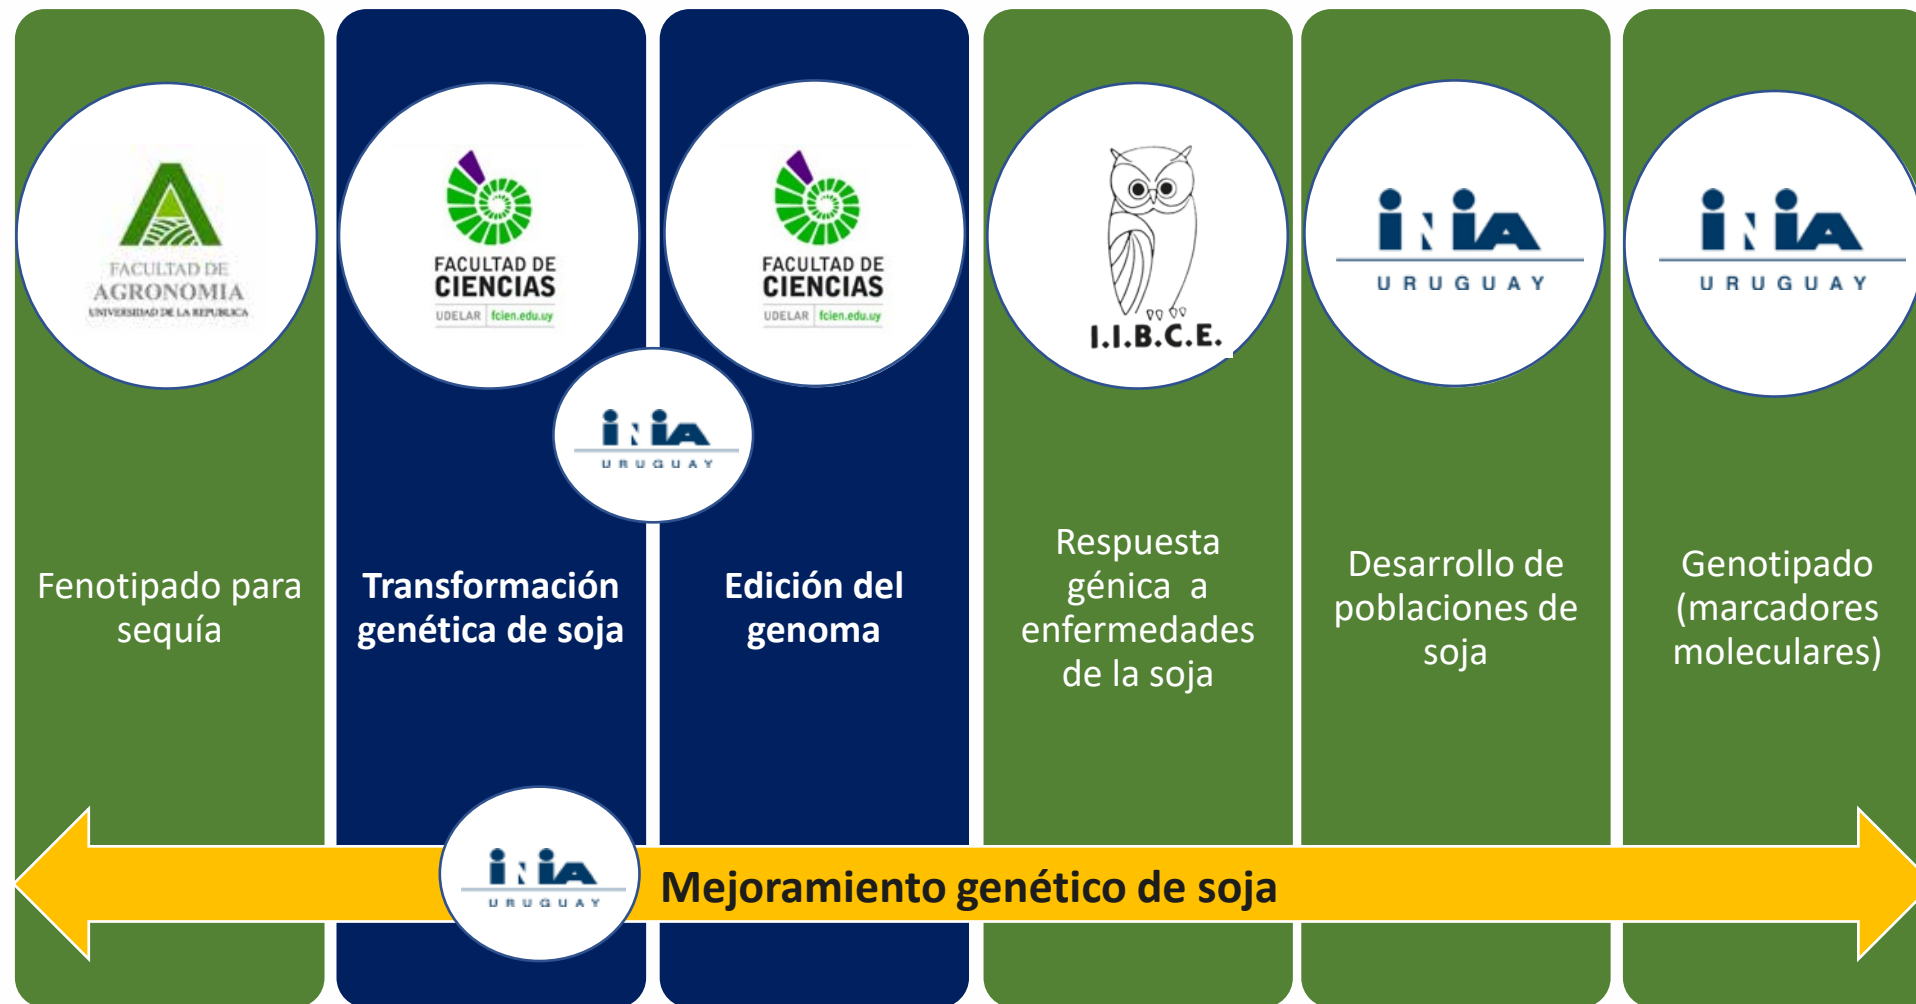 FACULTAD DE
AGRONOMIA
UNIVERSIDAD DE LA REPUBLICA
Fenotipado para
sequía
FACULTAD DE
CIENCIAS
UDELAR fcien.edu.uy
Transformación
genética de soja
FACULTAD DE
CIENCIAS
UDELAR fcien.edu.uy
Edición del
genoma
iNiA
URUGUAY
I.I.B.C.E.
Respuesta
génica a
enfermedades
de la soja
iNiA
URUGUAY
Desarrollo de
poblaciones de
soja
iNiA
URUGUAY
Genotipado
(marcadores
moleculares)
iNiA
URUGUAY
Mejoramiento genético de soja